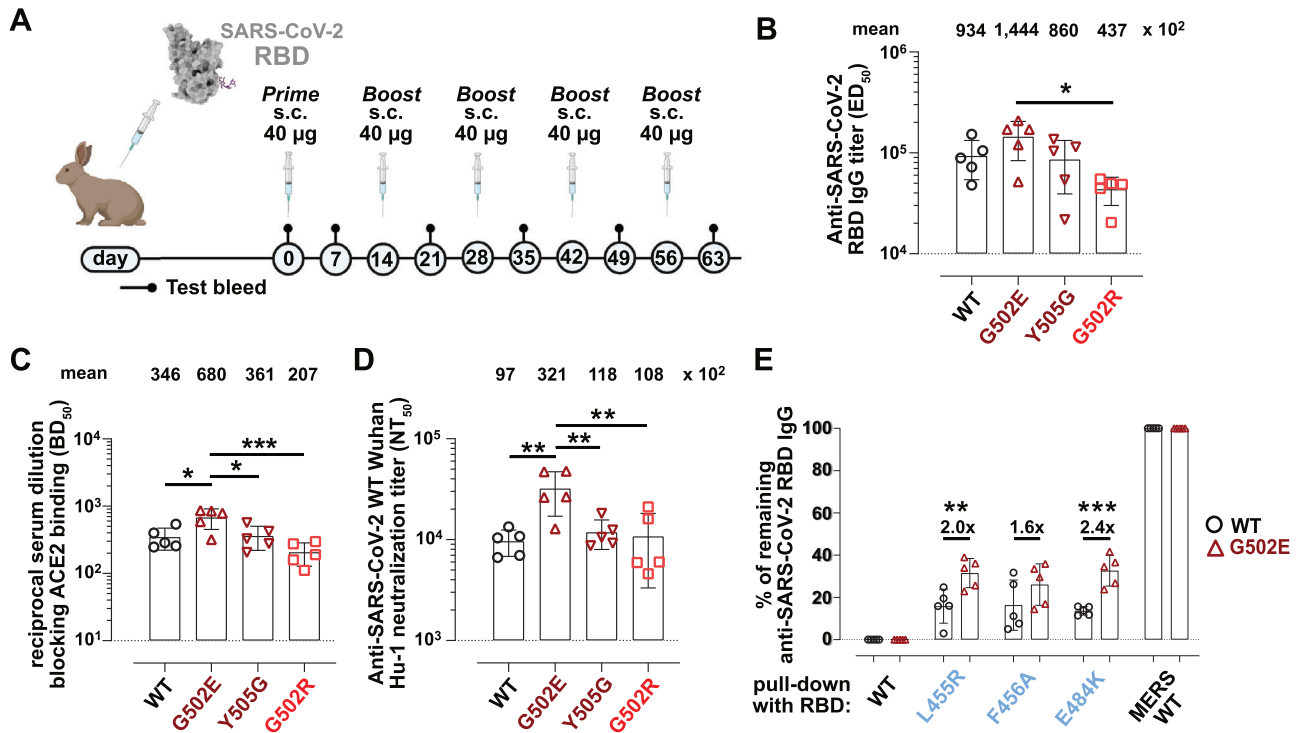 A
SARS-CoV-2
RBD
Prime Boost Boost Boost Boost
s.c. s.c. s.c. s.c. s.c.
40 µg 40 µg 40 µg 40 µg 40 µg
day 0 7 14 21 28 35 42 49 56 63
Test bleed
B
mean 934 1,444 860 437 x 10²
Anti-SARS-CoV-2
RBD IgG titer (ED₅₀)
10⁶
10⁵
10⁴
*
WT G502E Y505G G502R
C
mean 346 680 361 207
reciprocal serum dilution
blocking ACE2 binding (BD₅₀)
10⁴
10³
10²
10¹
***
* *
WT G502E Y505G G502R
D
97 321 118 108 x 10²
Anti-SARS-CoV-2 WT Wuhan
Hu-1 neutralization titer (NT₅₀)
10⁵
10⁴
10³
**
** **
WT G502E Y505G G502R
E
% of remaining
anti-SARS-CoV-2 RBD IgG
100
80
60
40
20
0
** ***
2.0x 1.6x 2.4x
WT
G502E
pull-down
with RBD:
WT L455R F456A E484K MERS
WT